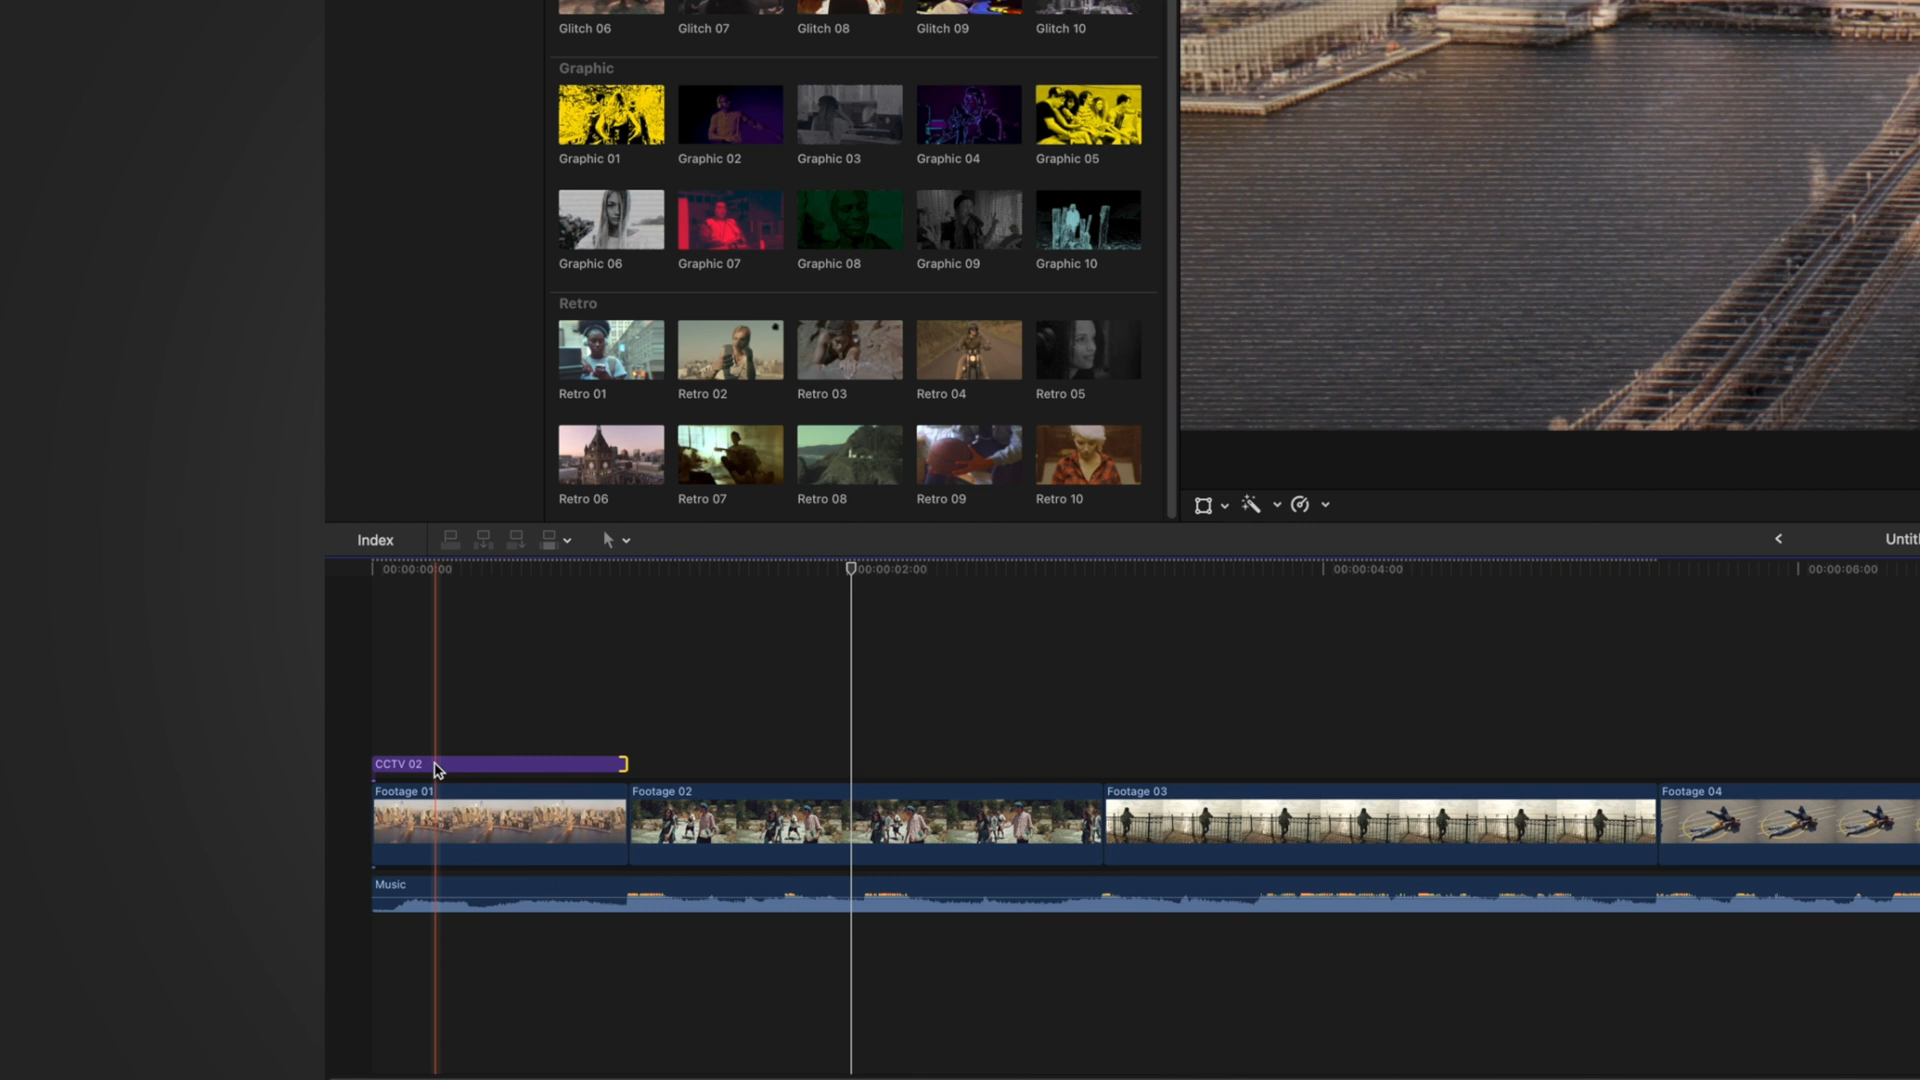 Glitch 06 Glitch 07 Glitch 08 Glitch 09 Glitch 10
Graphic
Graphic 01 Graphic 02 Graphic 03 Graphic 04 Graphic 05
Graphic 06 Graphic 07 Graphic 08 Graphic 09 Graphic 10
Retro
Retro 01 Retro 02 Retro 03 Retro 04 Retro 05
Retro 06 Retro 07 Retro 08 Retro 09 Retro 10
Index Untitl
00:00:00:00 00:00:02:00 00:00:04:00 00:00:06:00
CCTV 02
Footage 01 Footage 02 Footage 03 Footage 04
Music